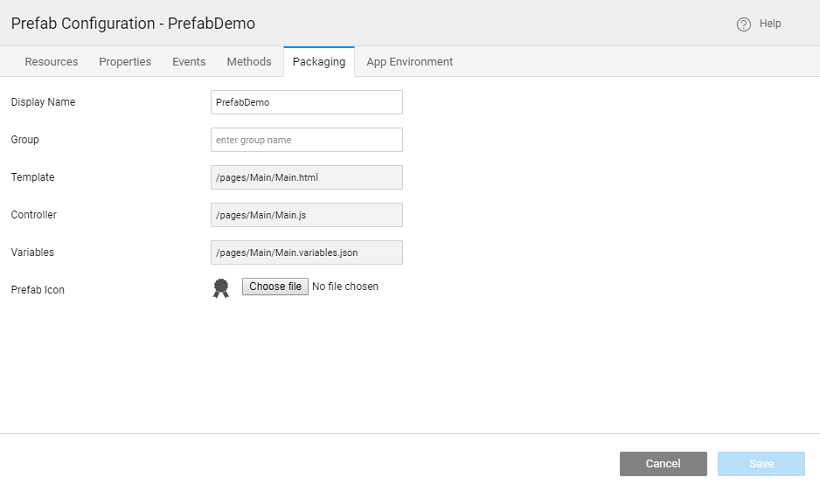 Prefab Configuration - PrefabDemo
? Help
Resources Properties Events Methods Packaging App Environment
Display Name PrefabDemo
Group enter group name
Template /pages/Main/Main.html
Controller /pages/Main/Main.js
Variables /pages/Main/Main.variables.json
Prefab Icon Choose file No file chosen
Cancel Save